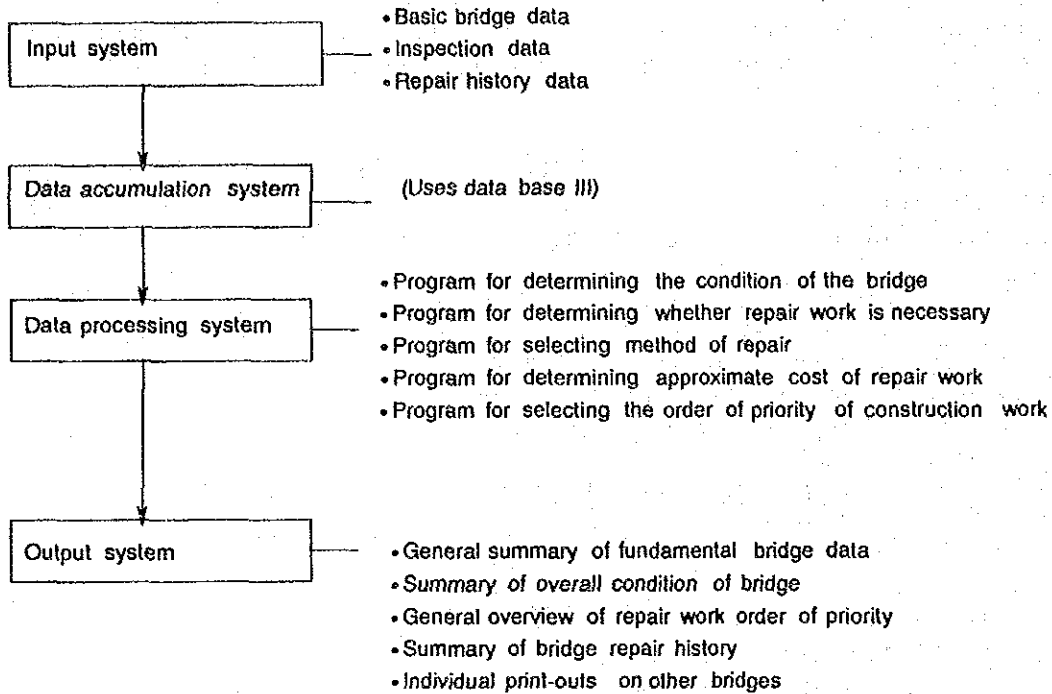 Input system
• Basic bridge data
• Inspection data
• Repair history data
Data accumulation system
(Uses data base III)
Data processing system
• Program for determining the condition of the bridge
• Program for determining whether repair work is necessary
• Program for selecting method of repair
• Program for determining approximate cost of repair work
• Program for selecting the order of priority of construction work
Output system
• General summary of fundamental bridge data
• Summary of overall condition of bridge
• General overview of repair work order of priority
• Summary of bridge repair history
• Individual print-outs on other bridges